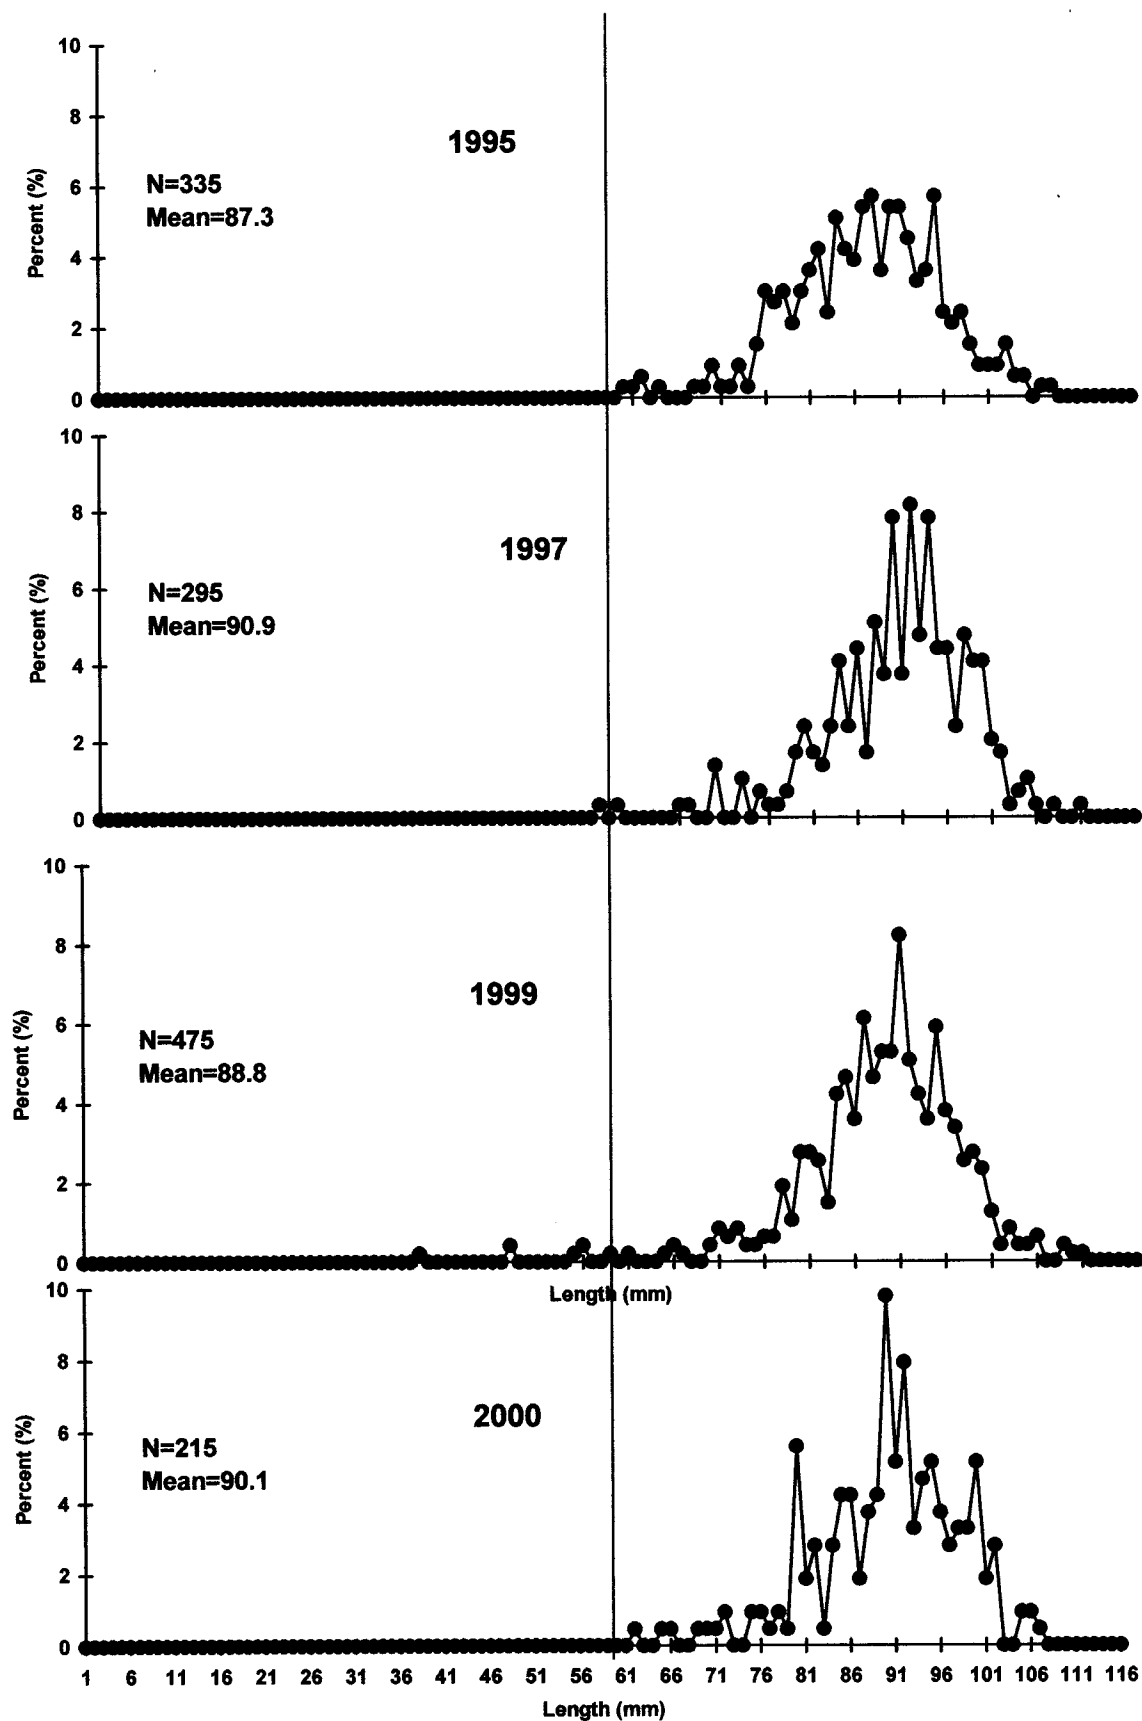 10
8
1995
Percent (%)
N=335
6
Mean=87.3
4
2
0
10
8
1997
Percent (%)
N=295
6
Mean=90.9
4
2
0
10
8
1999
Percent (%)
6
N=475
Mean=88.8
4
2
0
Length (mm)
10
8
2000
Percent (%)
6
N=215
Mean=90.1
4
2
0
1 6 11 16 21 26 31 36 41 46 51 56 61 66 71 76 81 86 91 96 101 106 111 116
Length (mm)